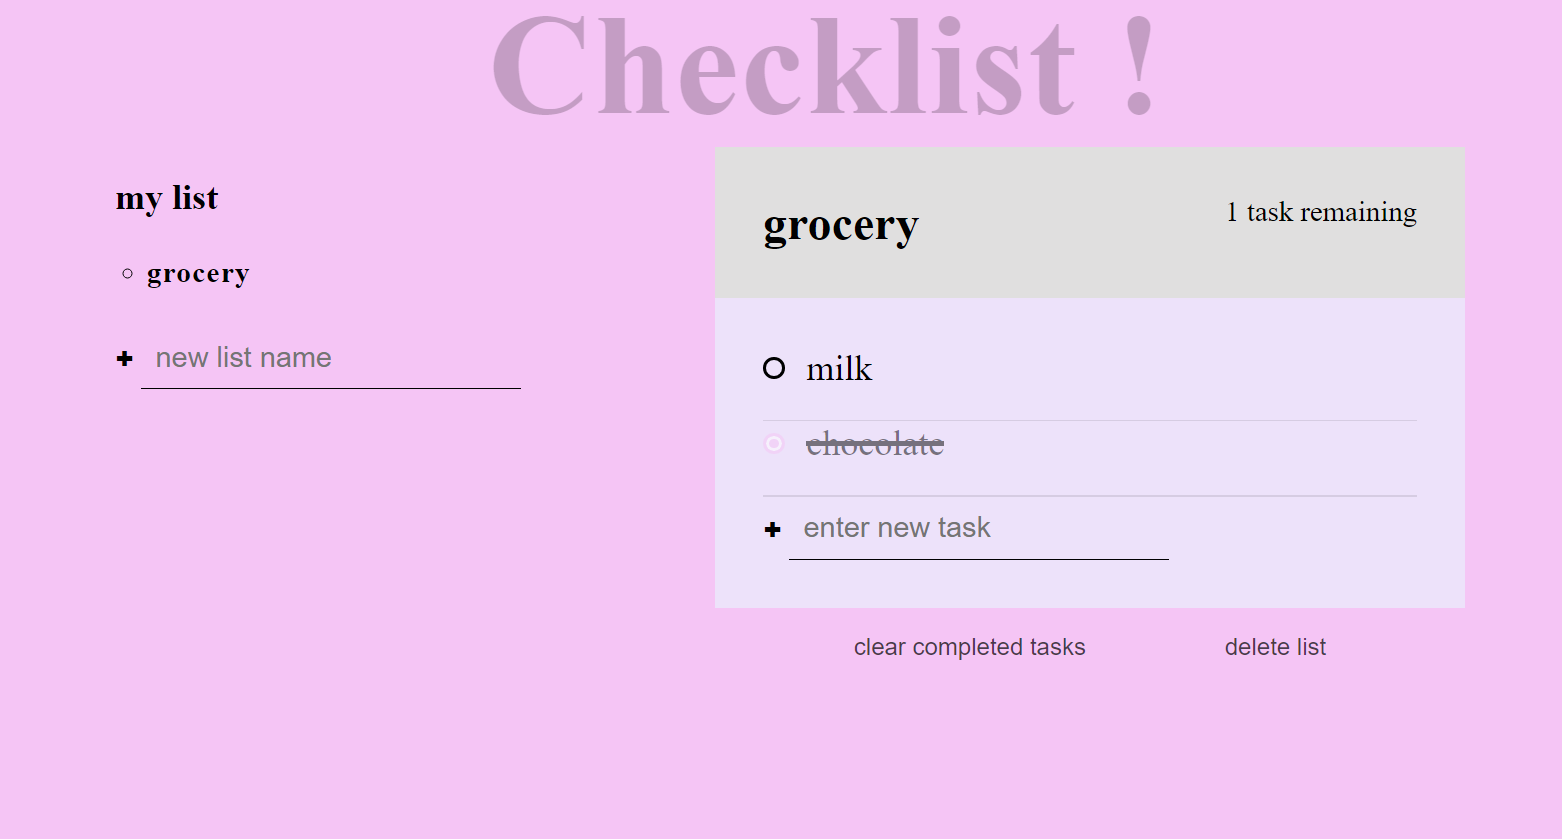 Checklist !
my list
grocery
+ new list name
grocery
1 task remaining
milk
chocolate
+ enter new task
clear completed tasks
delete list